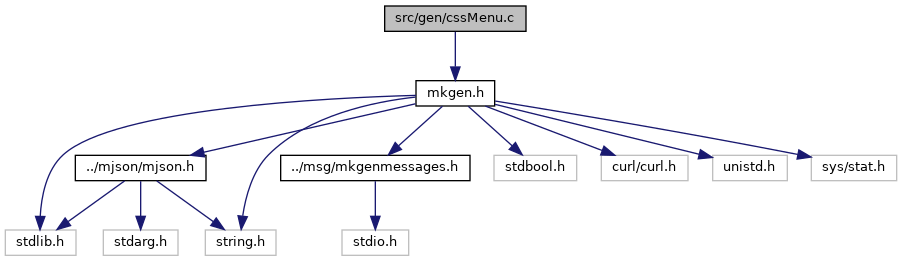 src/gen/cssMenu.c
mkgen.h
../mjson/mjson.h
../msg/mkgenmessages.h
stdbool.h
curl/curl.h
unistd.h
sys/stat.h
stdlib.h
stdarg.h
string.h
stdio.h